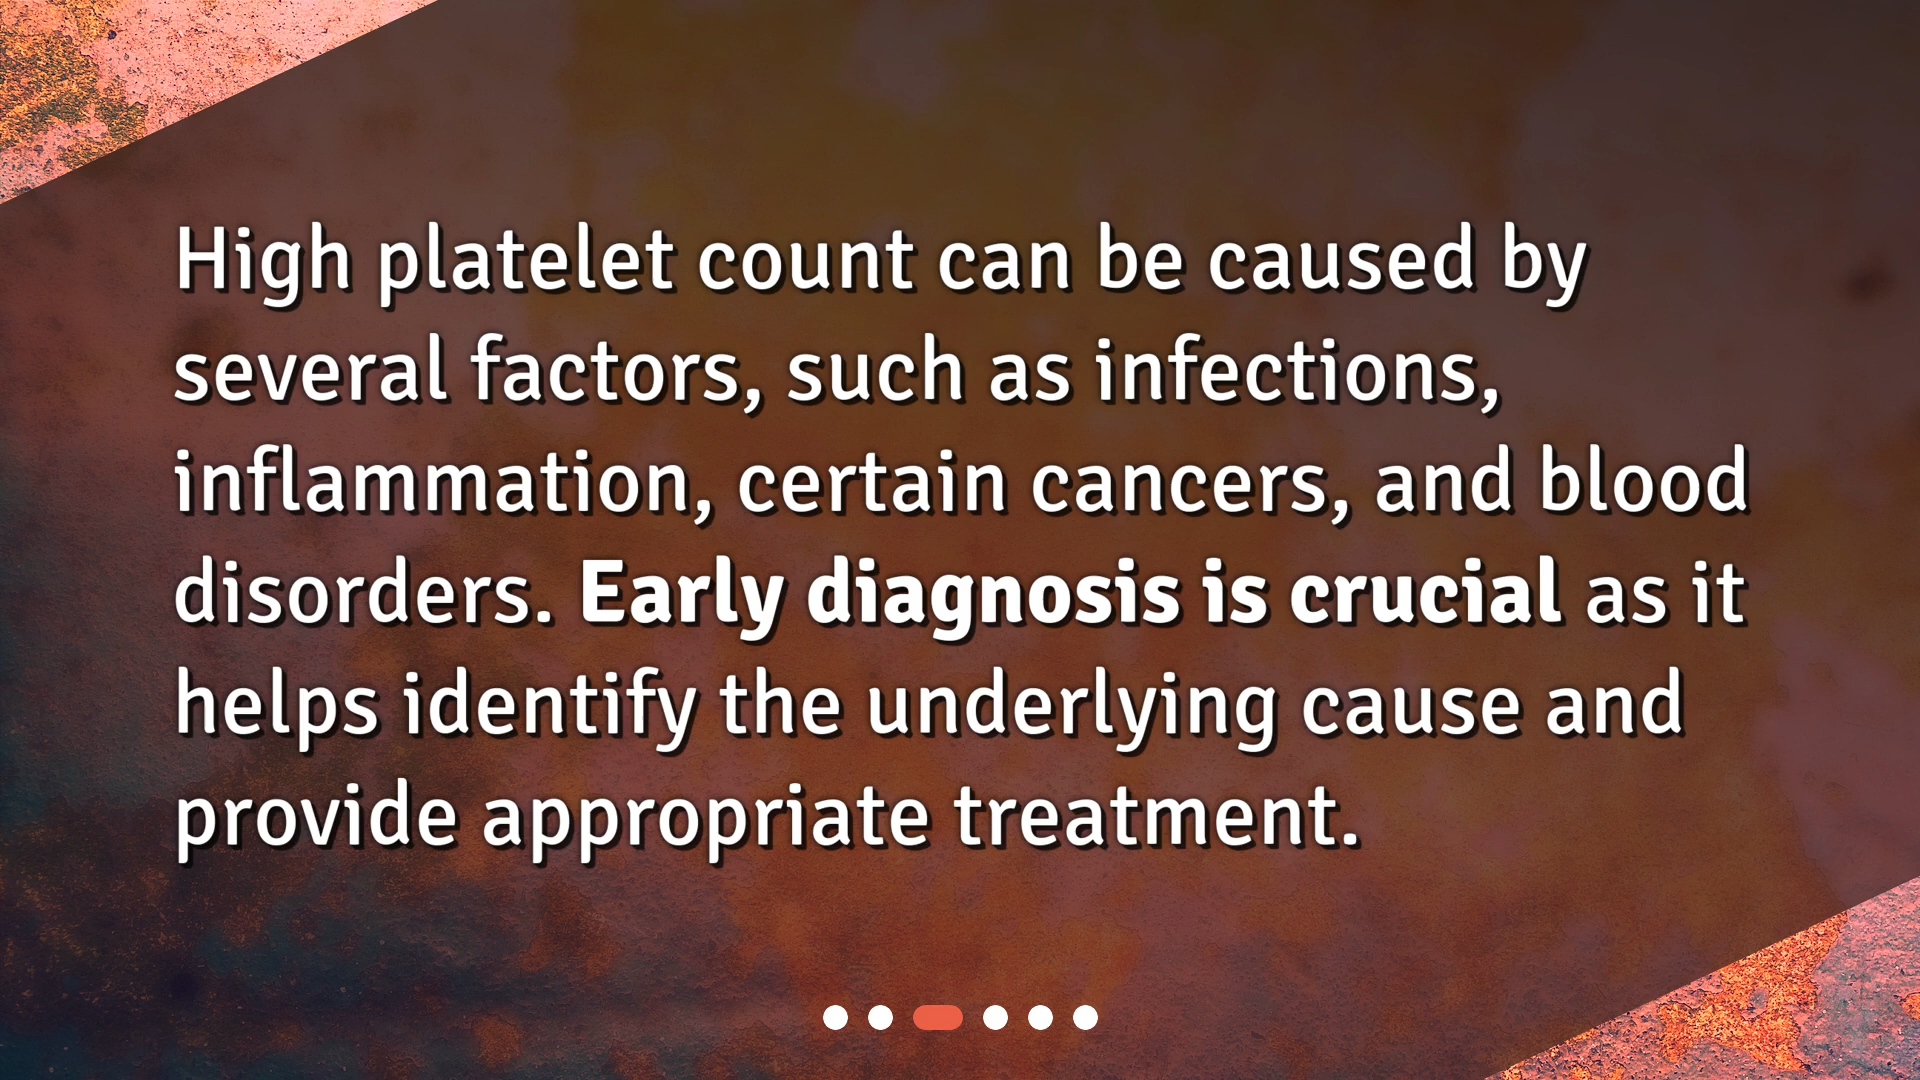 High platelet count can be caused by
several factors, such as infections,
inflammation, certain cancers, and blood
disorders. Early diagnosis is crucial as it
helps identify the underlying cause and
provide appropriate treatment.